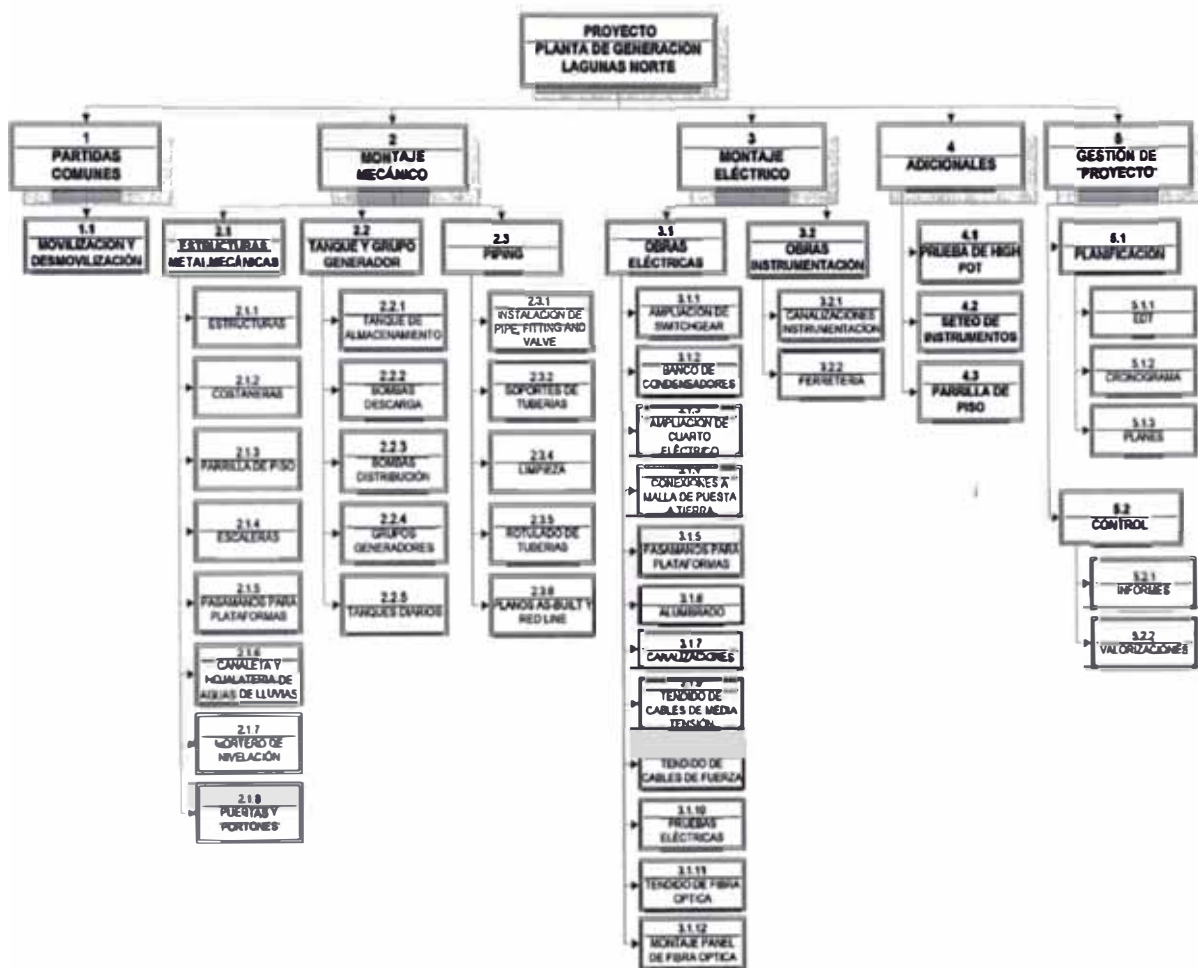 PROYECTO
PLANTA DE GENERACION
LAGUNAS NORTE
1
PARTIDAS
COMUNES
1.1
MOVILIZACION Y
DESMOVILIZACIÓN
2
MONTAJE
MECÁNICO
2.1
ESTRUCTURAS
METALMECÁNICAS
2.1.1
ESTRUCTURAS
2.1.2
COSTANERAS
2.1.3
PARRILLA DE PISO
2.1.4
ESCALERAS
2.1.5
PASAMANOS PARA
PLATAFORMAS
2.1.6
CANALETA Y
HOJALATERIA DE
AGUAS DE LLUVIAS
2.1.7
MORTERO DE
NIVELACIÓN
2.1.8
PUERTAS Y
PORTONES
2.2
TANQUE Y GRUPO
GENERADOR
2.2.1
TANQUE DE
ALMACENAMIENTO
2.2.2
BOMBAS
DESCARGA
2.2.3
BOMBAS
DISTRIBUCIÓN
2.2.4
GRUPOS
GENERADORES
2.2.5
TANQUES DIARIOS
2.3
PIPING
2.3.1
INSTALACION DE
PIPE, FITTING AND
VALVE
2.3.2
SOPORTES DE
TUBERIAS
2.3.4
LIMPIEZA
2.3.5
ROTULADO DE
TUBERIAS
2.3.6
PLANOS AS-BUILT Y
RED LINE
3
MONTAJE
ELÉCTRICO
3.1
OBRAS
ELÉCTRICAS
3.1.1
AMPLIACIÓN DE
SWITCHGEAR
3.1.2
BANCO DE
CONDENSADORES
AMPLIACION DE
CUARTO
ELÉCTRICO
CONEXIONES A
MALLA DE PUESTA
A TIERRA
3.1.5
PASAMANOS PARA
PLATAFORMAS
3.1.6
ALUMBRADO
3.1.7
CANALIZACIONES
TENDIDO DE
CABLES DE MEDIA
TENSIÓN
TENDIDO DE
CABLES DE FUERZA
3.1.10
PRUEBAS
ELÉCTRICAS
3.1.11
TENDIDO DE FIBRA
OPTICA
3.1.12
MONTAJE PANEL
DE FIBRA OPTICA
3.2
OBRAS
INSTRUMENTACIÓN
3.2.1
CANALIZACIONES
INSTRUMENTACION
3.2.2
FERRETERIA
4
ADICIONALES
4.1
PRUEBA DE HIGH
POT
4.2
SETEO DE
INSTRUMENTOS
4.3
PARRILLA DE
PISO
5
GESTIÓN DE
PROYECTO
5.1
PLANIFICACIÓN
5.1.1
EDT
5.1.2
CRONOGRAMA
5.1.3
PLANES
5.2
CONTROL
5.2.1
INFORMES
5.2.2
VALORIZACIONES